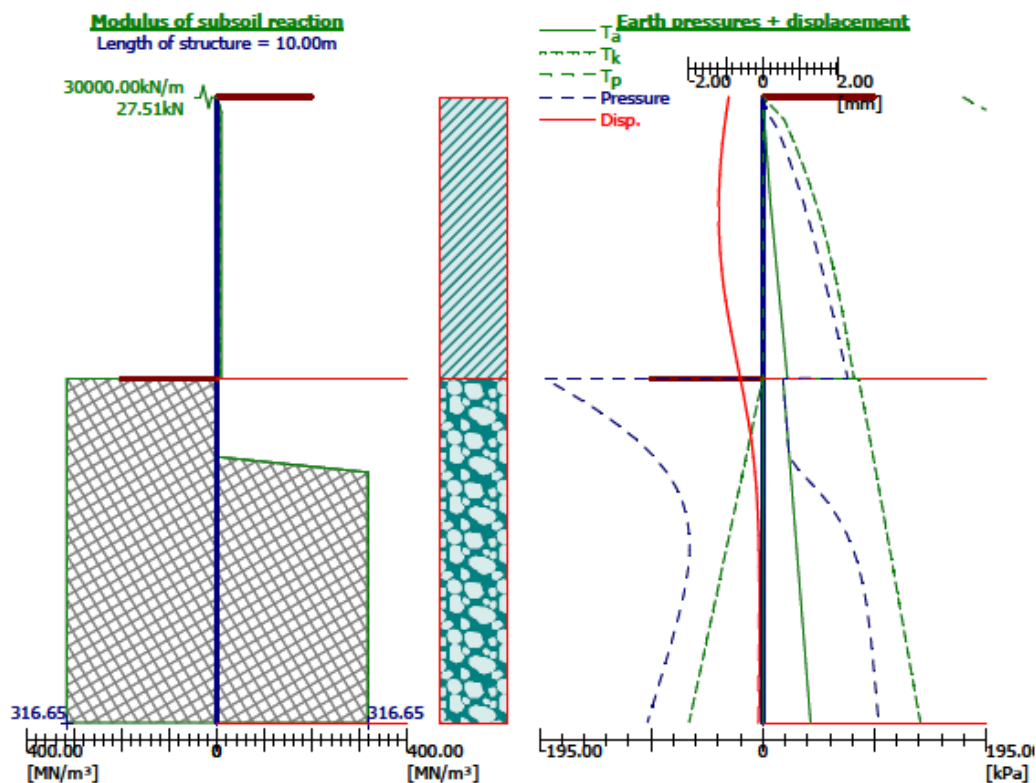 Modulus of subsoil reaction
Length of structure = 10.00m
30000.00kN/m
27.51kN
316.65
316.65
400.00
0
400.00
[MN/m³]
[MN/m³]
Earth pressures + displacement
Ta
Tk
Tp
Pressure
Disp.
-2.00
0
2.00
[mm]
-195.00
0
195.00
[kPa]